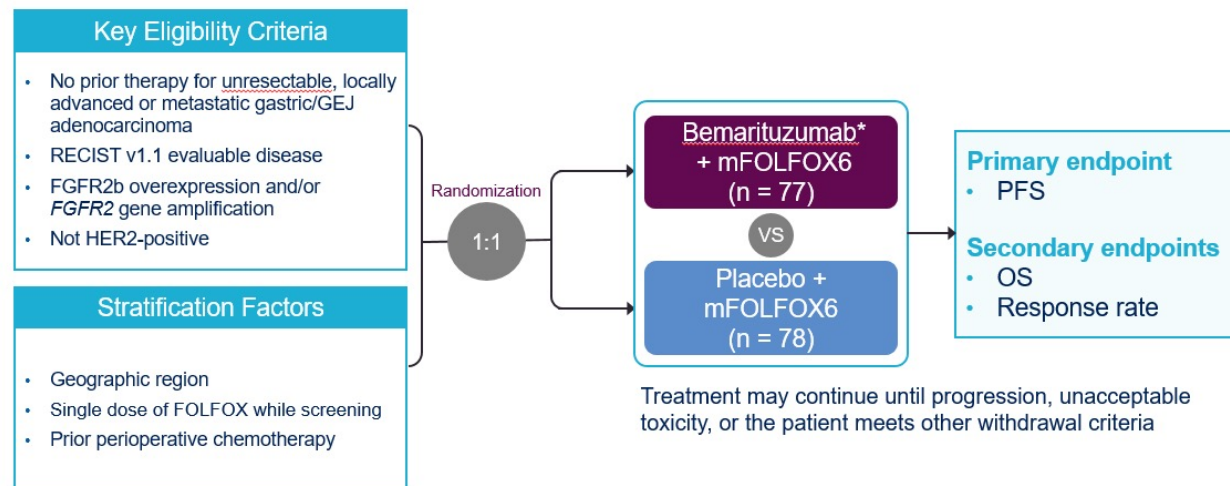 Key Eligibility Criteria
• No prior therapy for unresectable, locally
advanced or metastatic gastric/GEJ
adenocarcinoma
• RECIST v1.1 evaluable disease
• FGFR2b overexpression and/or
FGFR2 gene amplification
• Not HER2-positive
Stratification Factors
• Geographic region
• Single dose of FOLFOX while screening
• Prior perioperative chemotherapy
Randomization
1:1
Bemarituzumab*
+ mFOLFOX6
(n = 77)
VS
Placebo +
mFOLFOX6
(n = 78)
Treatment may continue until progression, unacceptable
toxicity, or the patient meets other withdrawal criteria
Primary endpoint
• PFS
Secondary endpoints
• OS
• Response rate